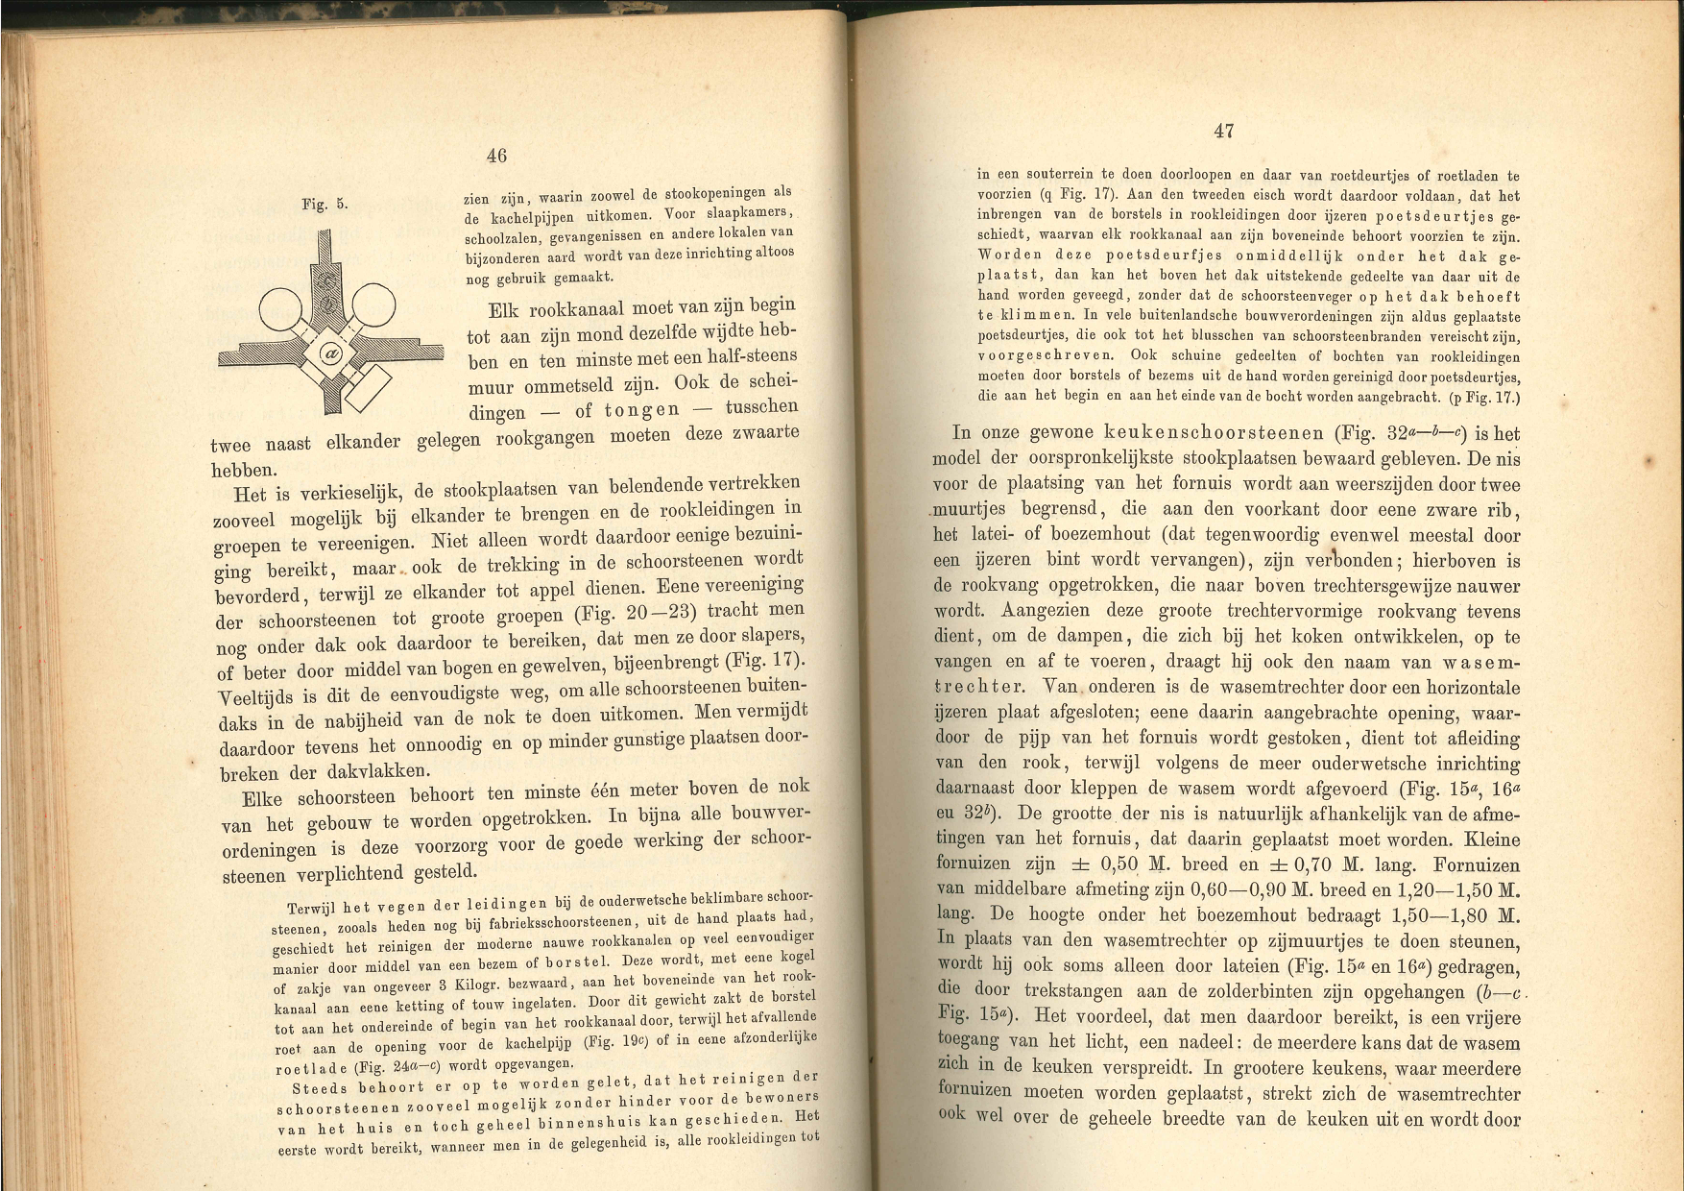 46
Fig. 5.
a
b
c
zien zijn, waarin zoowel de stookopeningen als
de kachelpijpen uitkomen. Voor slaapkamers,
schoolzalen, gevangenissen en andere lokalen van
bijzonderen aard wordt van deze inrichting altoos
nog gebruik gemaakt.
Elk rookkanaal moet van zijn begin
tot aan zijn mond dezelfde wijdte heb-
ben en ten minste met een half-steens
muur ommetseld zijn. Ook de schei-
dingen — of tongen — tusschen
twee naast elkander gelegen rookgangen moeten deze zwaarte
hebben.
Het is verkieselijk, de stookplaatsen van belendende vertrekken
zooveel mogelijk bij elkander te brengen en de rookleidingen in
groepen te vereenigen. Niet alleen wordt daardoor eenige bezuini-
ging bereikt, maar ook de trekking in de schoorsteenen wordt
bevorderd, terwijl ze elkander tot appel dienen. Eene vereeniging
der schoorsteenen tot groote groepen (Fig. 20—23) tracht men
nog onder dak ook daardoor te bereiken, dat men ze door slapers,
of beter door middel van bogen en gewelven, bijeenbrengt (Fig. 17).
Veeltijds is dit de eenvoudigste weg, om alle schoorsteenen buiten-
daks in de nabijheid van de nok te doen uitkomen. Men vermijdt
daardoor tevens het onnoodig en op minder gunstige plaatsen door-
breken der dakvlakken.
Elke schoorsteen behoort ten minste één meter boven de nok
van het gebouw te worden opgetrokken. In bijna alle bouwver-
ordeningen is deze voorzorg voor de goede werking der schoor-
steenen verplichtend gesteld.
Terwijl het vegen der leidingen bij de ouderwetsche beklimbare schoor-
steenen, zooals heden nog bij fabrieksschoorsteenen, uit de hand plaats had,
geschiedt het reinigen der moderne nauwe rookkanalen op veel eenvoudiger
manier door middel van een bezem of borstel. Deze wordt, met eene kogel
of zakje van ongeveer 3 Kilogr. bezwaard, aan het boveneinde van het rook-
kanaal aan eene ketting of touw ingelaten. Door dit gewicht zakt de borstel
tot aan het ondereinde of begin van het rookkanaal door, terwijl het afvallende
roet aan de opening voor de kachelpijp (Fig. 19c) of in eene afzonderlijke
roetlade (Fig. 24a—c) wordt opgevangen.
Steeds behoort er op te worden gelet, dat het reinigen der
schoorsteenen zooveel mogelijk zonder hinder voor de bewoners
van het huis en toch geheel binnenshuis kan geschieden. Het
eerste wordt bereikt, wanneer men in de gelegenheid is, alle rookleidingen tot
47
in een souterrein te doen doorloopen en daar van roetdeurtjes of roetladen te
voorzien (q Fig. 17). Aan den tweeden eisch wordt daardoor voldaan, dat het
inbrengen van de borstels in rookleidingen door ijzeren poetsdeurtjes ge-
schiedt, waarvan elk rookkanaal aan zijn boveneinde behoort voorzien te zijn.
Worden deze poetsdeurfjes onmiddellijk onder het dak ge-
plaatst, dan kan het boven het dak uitstekende gedeelte van daar uit de
hand worden geveegd, zonder dat de schoorsteenveger op het dak behoeft
te klimmen. In vele buitenlandsche bouwverordeningen zijn aldus geplaatste
poetsdeurtjes, die ook tot het blusschen van schoorsteenbranden vereischt zijn,
voorgeschreven. Ook schuine gedeelten of bochten van rookleidingen
moeten door borstels of bezems uit de hand worden gereinigd door poetsdeurtjes,
die aan het begin en aan het einde van de bocht worden aangebracht. (p Fig. 17.)
In onze gewone keukenschoorsteenen (Fig. 32a—b—c) is het
model der oorspronkelijkste stookplaatsen bewaard gebleven. De nis
voor de plaatsing van het fornuis wordt aan weerszijden door twee
muurtjes begrensd, die aan den voorkant door eene zware rib,
het latei- of boezemhout (dat tegenwoordig evenwel meestal door
een ijzeren bint wordt vervangen), zijn verbonden; hierboven is
de rookvang opgetrokken, die naar boven trechtersgewijze nauwer
wordt. Aangezien deze groote trechtervormige rookvang tevens
dient, om de dampen, die zich bij het koken ontwikkelen, op te
vangen en af te voeren, draagt hij ook den naam van wasem-
trechter. Van onderen is de wasemtrechter door een horizontale
ijzeren plaat afgesloten; eene daarin aangebrachte opening, waar-
door de pijp van het fornuis wordt gestoken, dient tot afleiding
van den rook, terwijl volgens de meer ouderwetsche inrichting
daarnaast door kleppen de wasem wordt afgevoerd (Fig. 15a, 16a
eu 32b). De grootte der nis is natuurlijk afhankelijk van de afme-
tingen van het fornuis, dat daarin geplaatst moet worden. Kleine
fornuizen zijn ± 0,50 M. breed en ± 0,70 M. lang. Fornuizen
van middelbare afmeting zijn 0,60—0,90 M. breed en 1,20—1,50 M.
lang. De hoogte onder het boezemhout bedraagt 1,50—1,80 M.
In plaats van den wasemtrechter op zijmuurtjes te doen steunen,
wordt hij ook soms alleen door lateien (Fig. 15a en 16a) gedragen,
die door trekstangen aan de zolderbinten zijn opgehangen (b—c.
Fig. 15a). Het voordeel, dat men daardoor bereikt, is een vrijere
toegang van het licht, een nadeel: de meerdere kans dat de wasem
zich in de keuken verspreidt. In grootere keukens, waar meerdere
fornuizen moeten worden geplaatst, strekt zich de wasemtrechter
ook wel over de geheele breedte van de keuken uit en wordt door